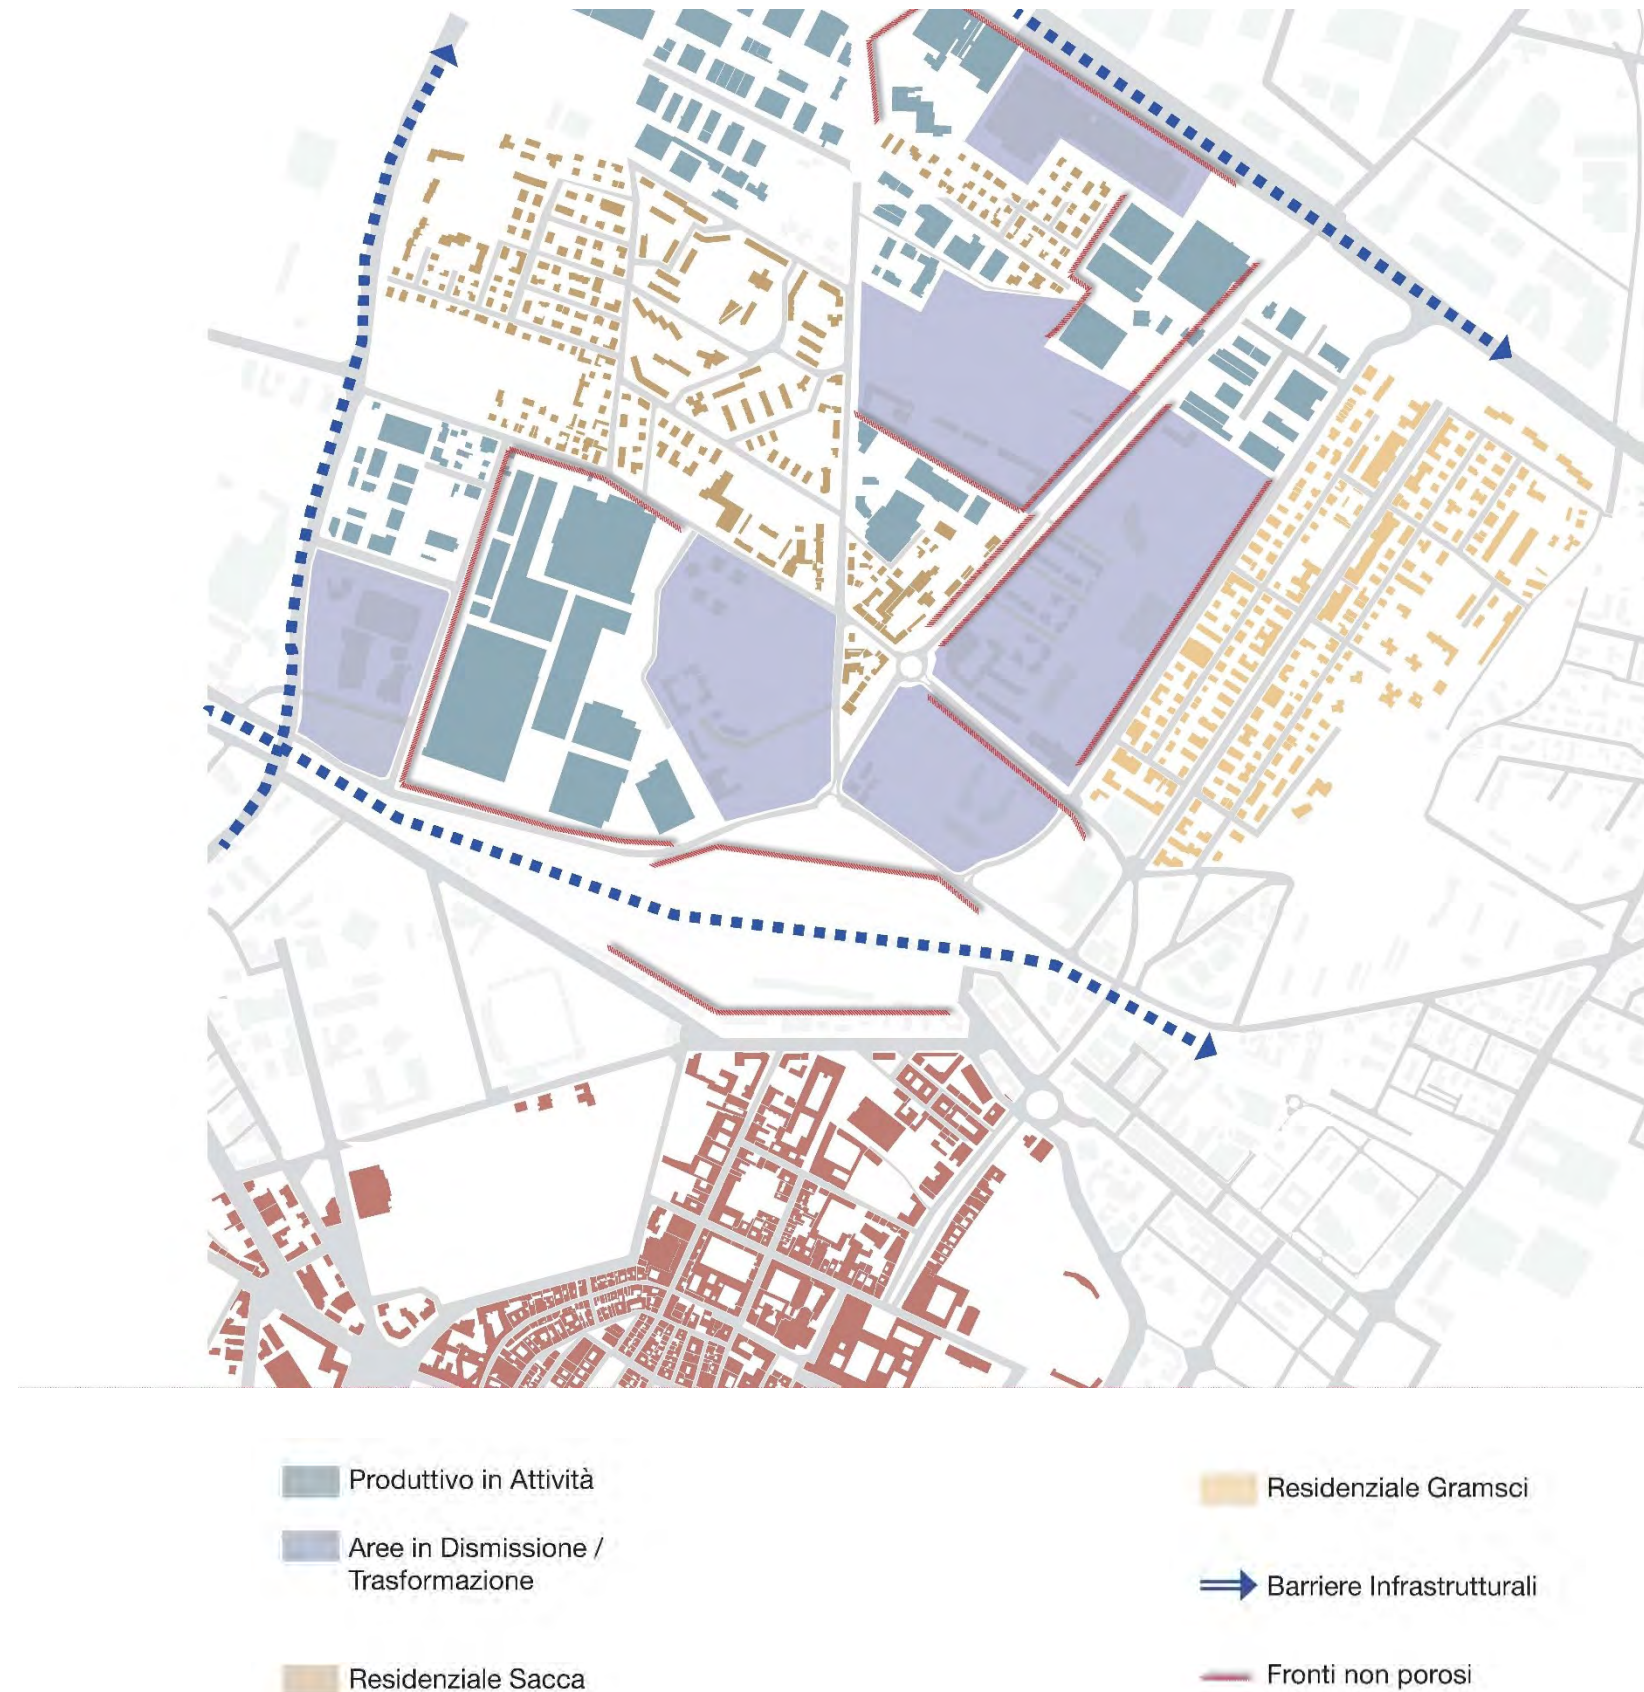 Produttivo in Attività
Aree in Dismissione /
Trasformazione
Residenziale Sacca
Residenziale Gramsci
Barriere Infrastrutturali
Fronti non porosi